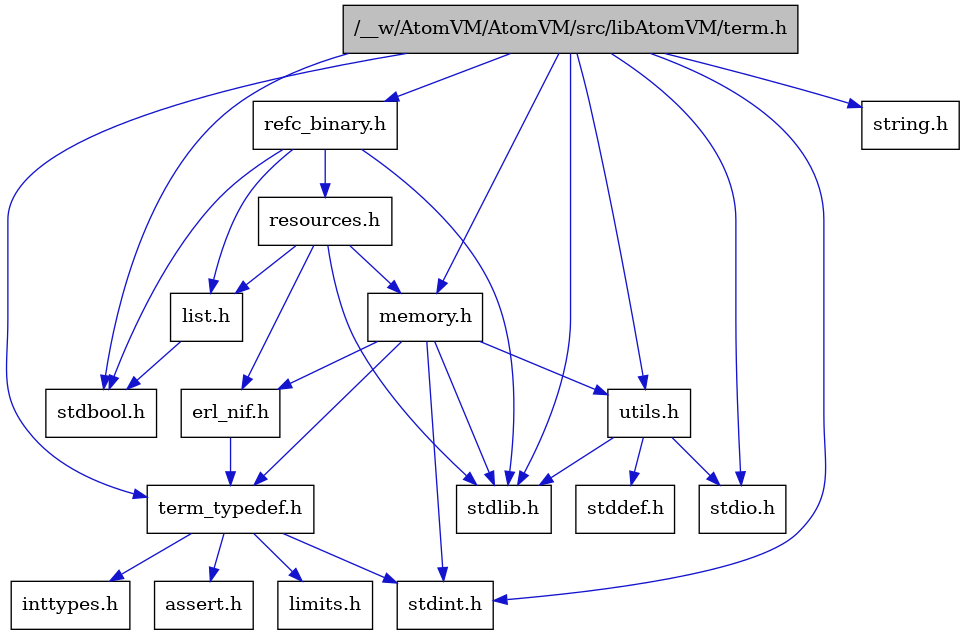 /__w/AtomVM/AtomVM/src/libAtomVM/term.h
refc_binary.h
string.h
resources.h
list.h
memory.h
stdbool.h
erl_nif.h
utils.h
term_typedef.h
stdlib.h
stddef.h
stdio.h
inttypes.h
assert.h
limits.h
stdint.h